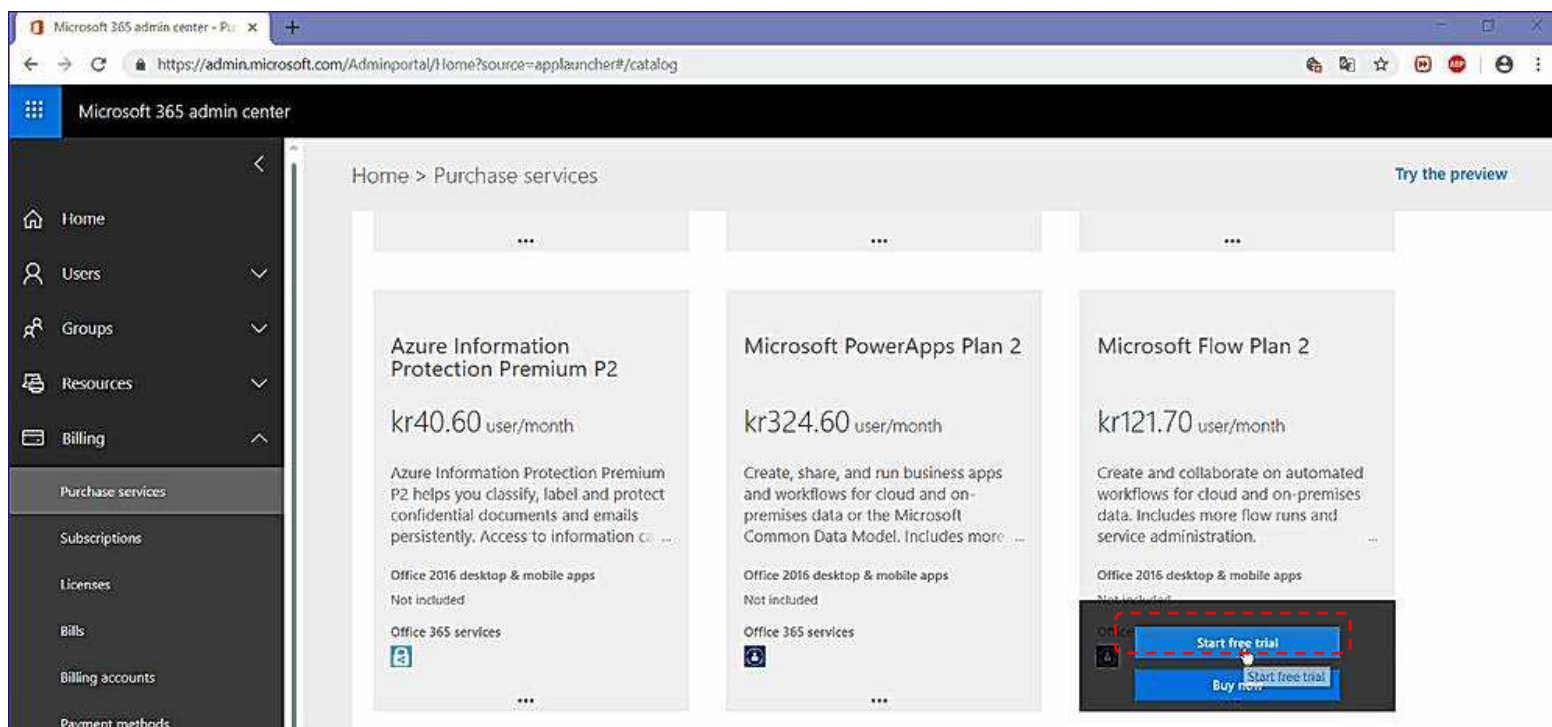 Microsoft 365 admin center - Pu
https://admin.microsoft.com/Adminportal/Home?source=applauncher#/catalog
Microsoft 365 admin center
Home > Purchase services
Try the preview
Home
Users
Groups
Resources
Billing
Purchase services
Subscriptions
Licenses
Bills
Billing accounts
Payment methods
...
...
...
Azure Information
Protection Premium P2
kr40.60 user/month
Azure Information Protection Premium
P2 helps you classify, label and protect
confidential documents and emails
persistently. Access to information ca ...
Office 2016 desktop & mobile apps
Not included
Office 365 services
...
Microsoft PowerApps Plan 2
kr324.60 user/month
Create, share, and run business apps
and workflows for cloud and on-
premises data or the Microsoft
Common Data Model. Includes more ...
Office 2016 desktop & mobile apps
Not included
Office 365 services
...
Microsoft Flow Plan 2
kr121.70 user/month
Create and collaborate on automated
workflows for cloud and on-premises
data. Includes more flow runs and
service administration. ...
Office 2016 desktop & mobile apps
Not included
Office
Start free trial
Start free trial
Buy now